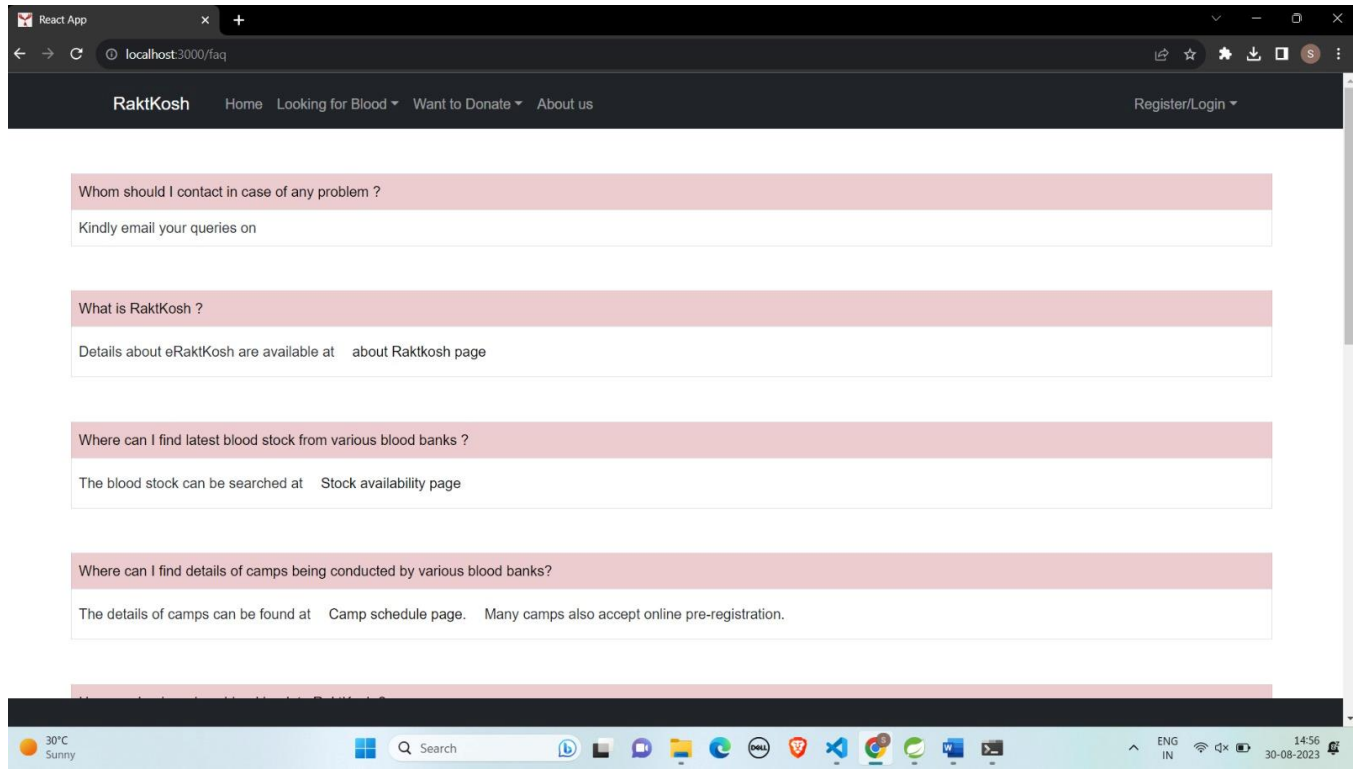 React App
localhost:3000/faq
S
RaktKosh Home Looking for Blood Want to Donate About us Register/Login
Whom should I contact in case of any problem ?
Kindly email your queries on
What is RaktKosh ?
Details about eRaktKosh are available at about Raktkosh page
Where can I find latest blood stock from various blood banks ?
The blood stock can be searched at Stock availability page
Where can I find details of camps being conducted by various blood banks?
The details of camps can be found at Camp schedule page. Many camps also accept online pre-registration.
30°C
Sunny
Search
DELL
ENG
IN
14:56
30-08-2023